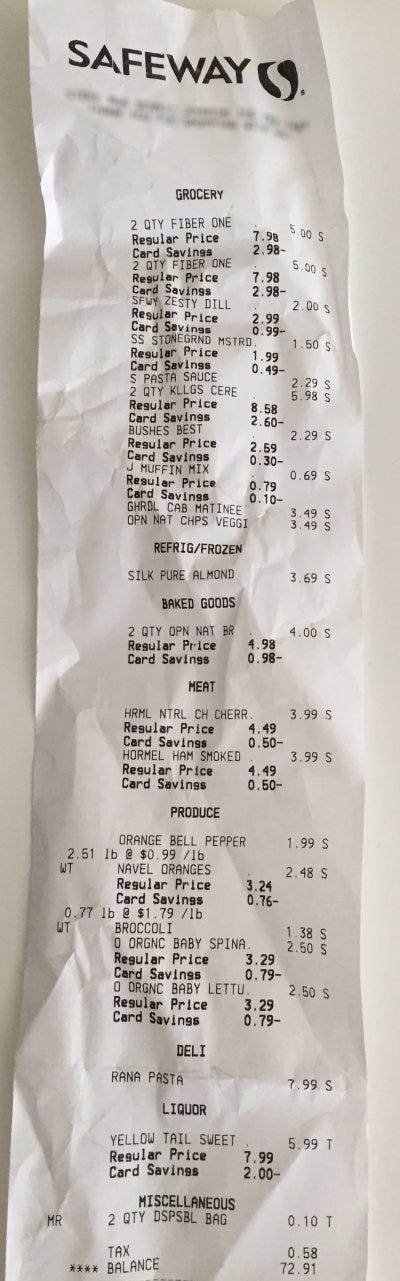 SAFEWAY
GROCERY
2 QTY FIBER ONE . 5.00 S
Regular Price 7.98
Card Savings 2.98-
2 QTY FIBER ONE . 5.00 S
Regular Price 7.98
Card Savings 2.98-
SFWY ZESTY DILL . 2.00 S
Regular Price 2.99
Card Savings 0.99-
SS STONEGRND MSTRD. 1.50 S
Regular Price 1.99
Card Savings 0.49-
S PASTA SAUCE 2.29 S
2 QTY KLLGS CERE . 5.98 S
Regular Price 8.58
Card Savings 2.60-
BUSHES BEST . 2.29 S
Regular Price 2.59
Card Savings 0.30-
J MUFFIN MIX . 0.69 S
Regular Price 0.79
Card Savings 0.10-
GHRDL CAB MATINEE 3.49 S
OPN NAT CHPS VEGGI 3.49 S
REFRIG/FROZEN
SILK PURE ALMOND 3.69 S
BAKED GOODS
2 QTY OPN NAT BR . 4.00 S
Regular Price 4.98
Card Savings 0.98-
MEAT
HRML NTRL CH CHERR. 3.99 S
Regular Price 4.49
Card Savings 0.50-
HORMEL HAM SMOKED . 3.99 S
Regular Price 4.49
Card Savings 0.50-
PRODUCE
ORANGE BELL PEPPER 1.99 S
2.51 lb @ $0.99 /lb
WT NAVEL ORANGES . 2.48 S
Regular Price 3.24
Card Savings 0.76-
0.77 lb @ $1.79 /lb
WT BROCCOLI 1.38 S
O ORGNC BABY SPINA. 2.50 S
Regular Price 3.29
Card Savings 0.79-
O ORGNC BABY LETTU. 2.50 S
Regular Price 3.29
Card Savings 0.79-
DELI
RANA PASTA 7.99 S
LIQUOR
YELLOW TAIL SWEET . 5.99 T
Regular Price 7.99
Card Savings 2.00-
MISCELLANEOUS
MR 2 QTY DSPSBL BAG 0.10 T
TAX 0.58
**** BALANCE 72.91